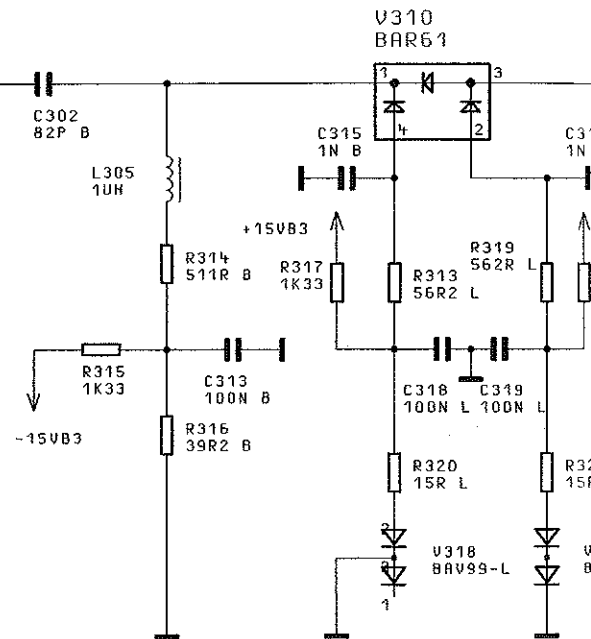 V310
BAR61
1
3
4
2
C302
82P B
C315
1N B
L305
1UH
+15VB3
R314
511R B
R317
1K33
R313
56R2 L
R319
562R L
R315
1K33
C313
100N B
C318
100N L
C319
100N L
-15VB3
R316
39R2 B
R320
15R L
V318
BAV99-L
1